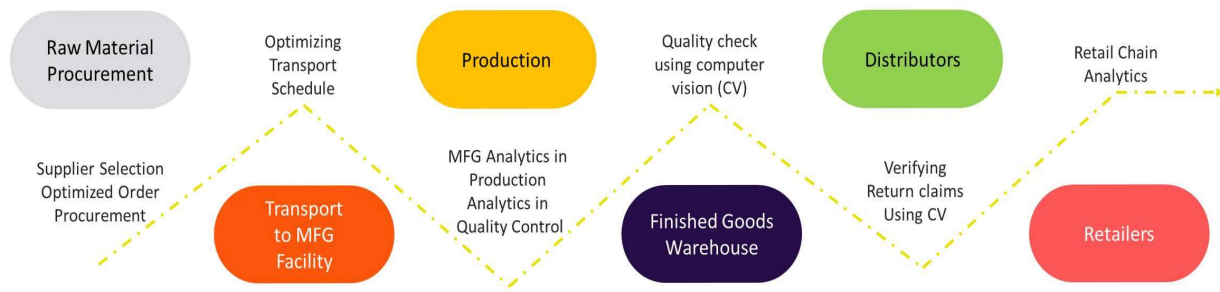 Raw Material
Procurement
Supplier Selection
Optimized Order
Procurement
Optimizing
Transport
Schedule
Transport
to MFG
Facility
Production
MFG Analytics in
Production
Analytics in
Quality Control
Quality check
using computer
vision (CV)
Finished Goods
Warehouse
Distributors
Verifying
Return claims
Using CV
Retail Chain
Analytics
Retailers